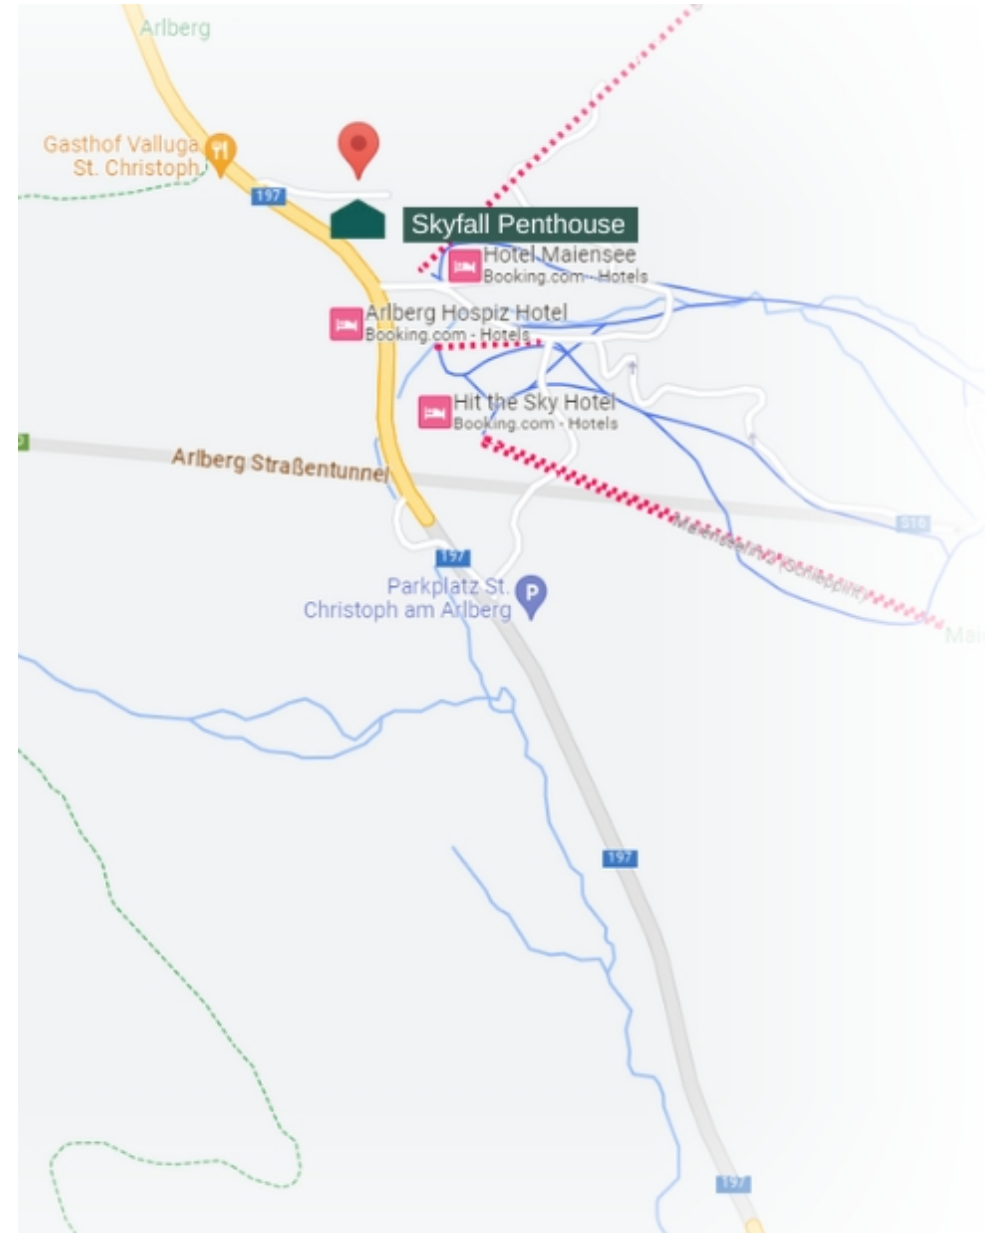 Arlberg
Gasthof Valluga
St. Christoph
197
Skyfall Penthouse
Hotel Maiensee
Booking.com - Hotels
Arlberg Hospiz Hotel
Booking.com - Hotels
Hit the Sky Hotel
Booking.com - Hotels
Arlberg Straßentunnel
S16
197
Parkplatz St.
Christoph am Arlberg
P
Mai
197
197